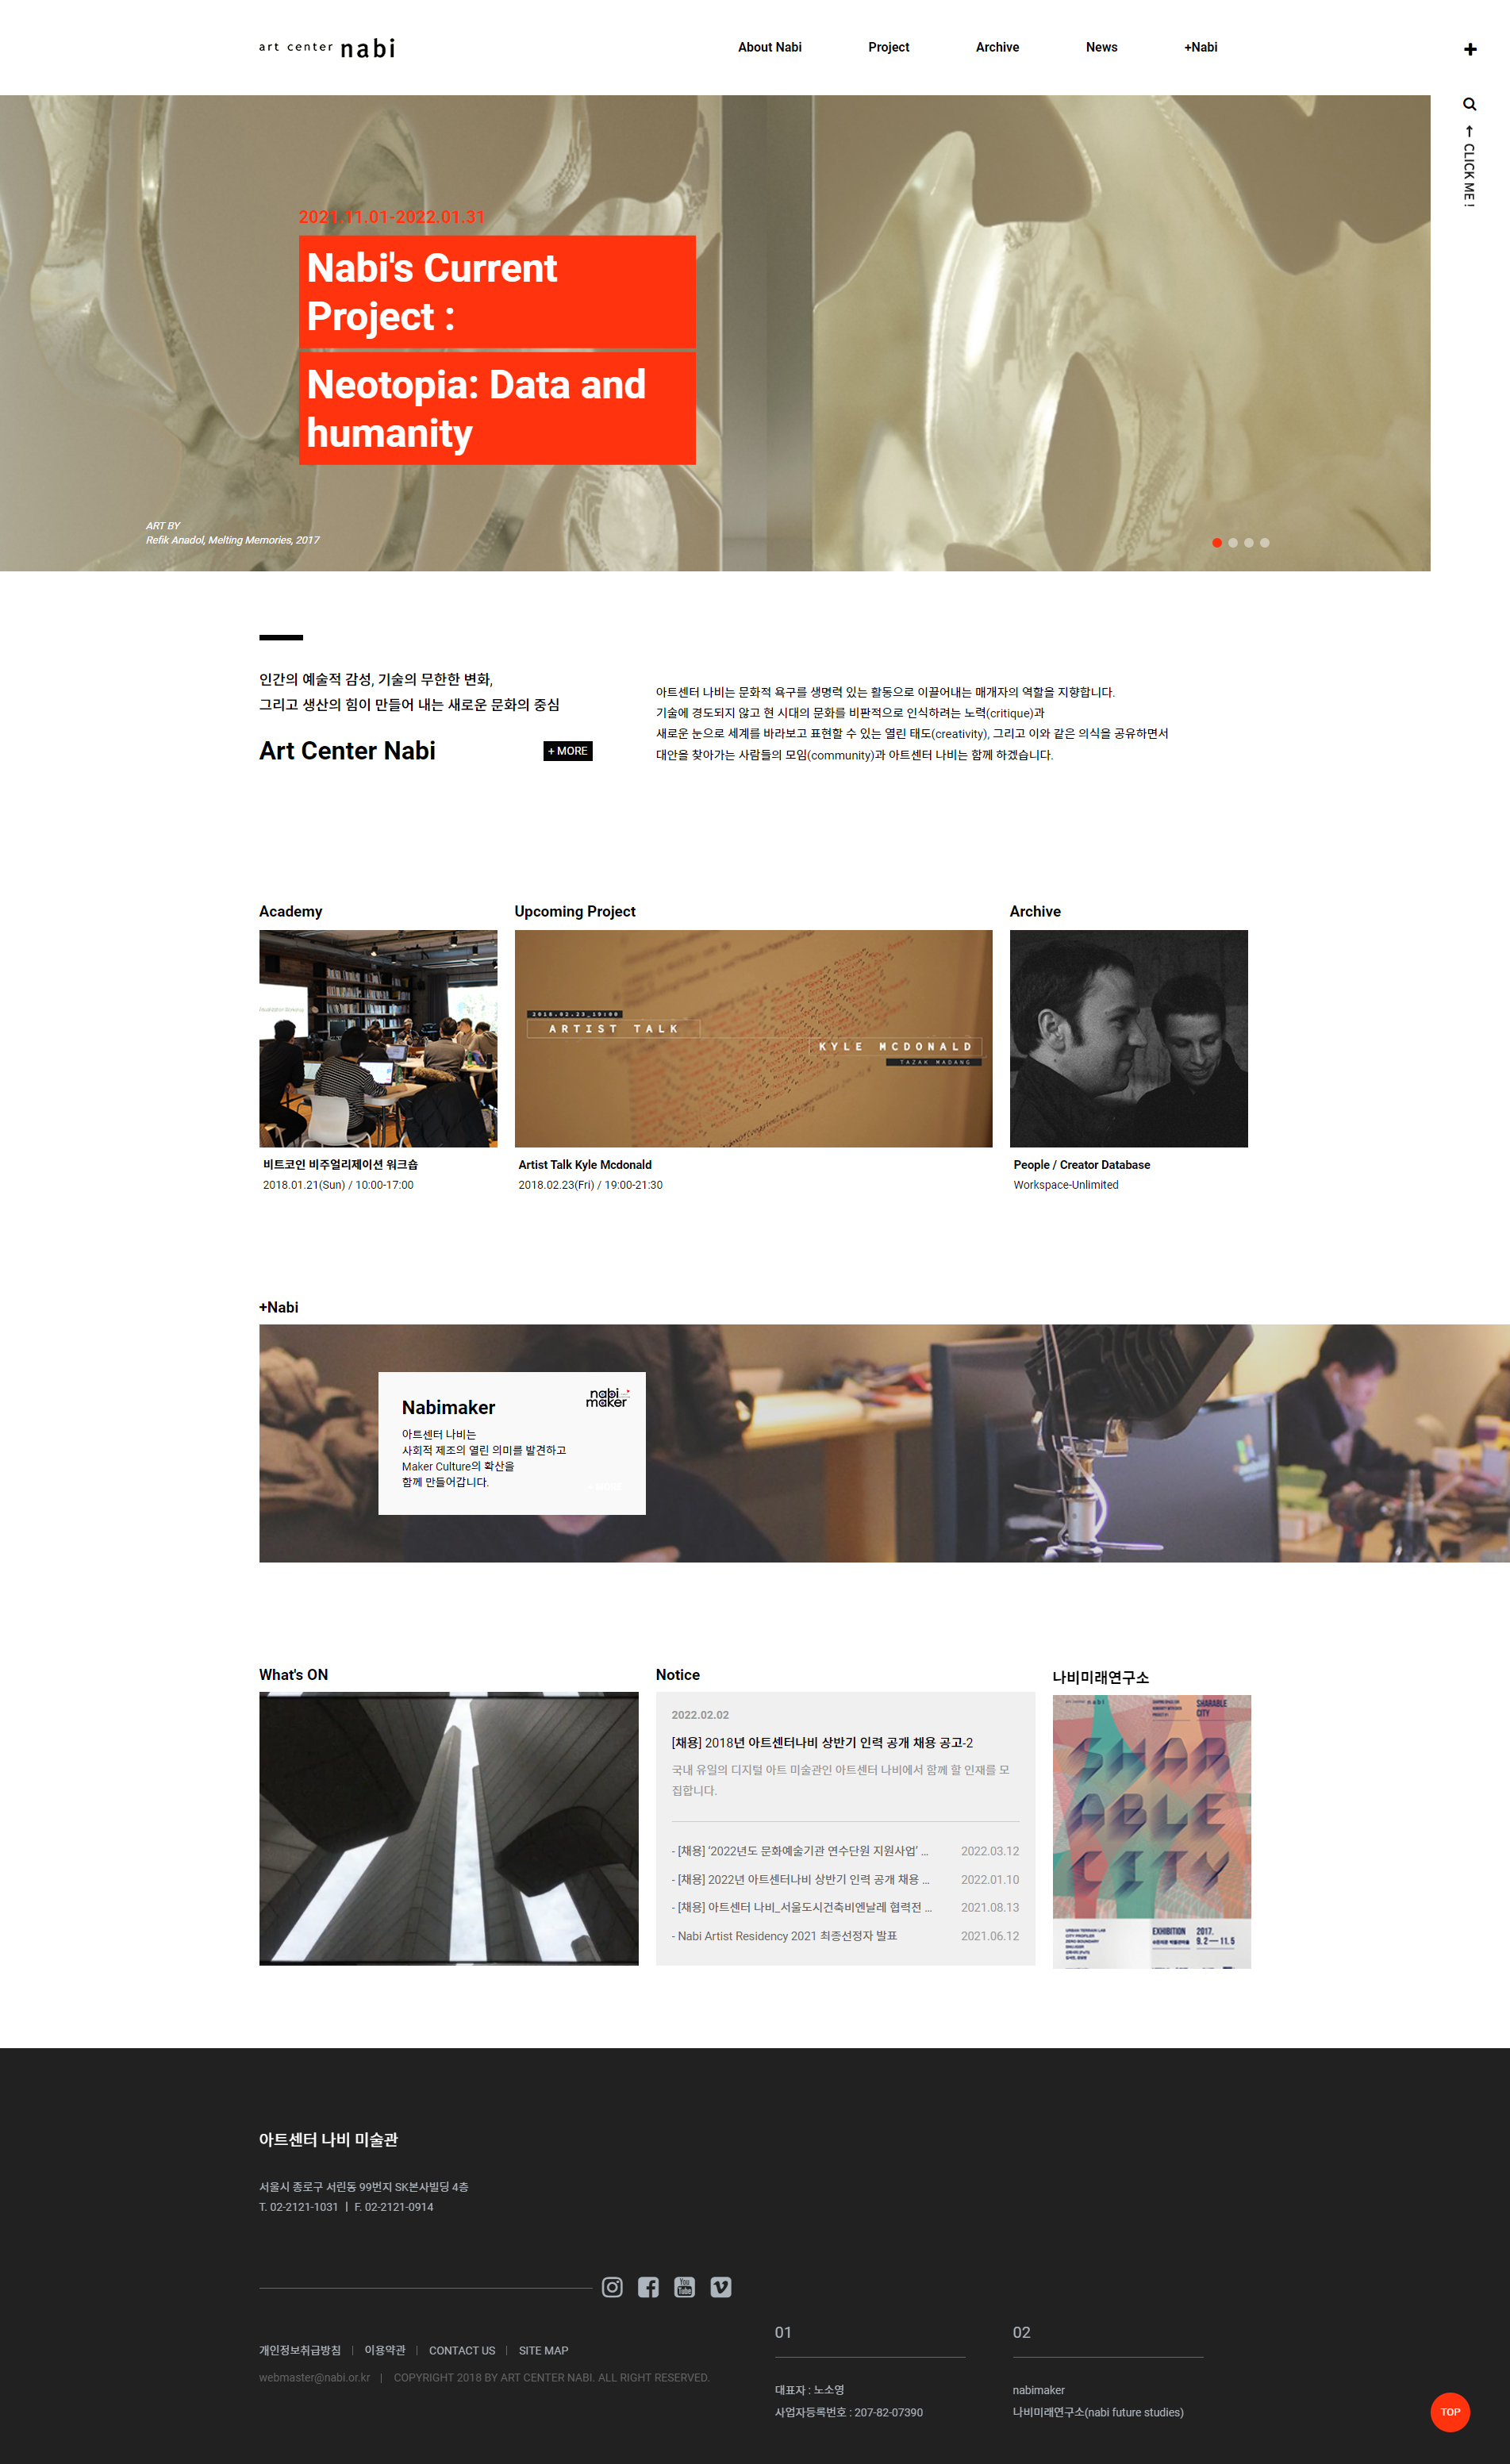 art center nabi
About Nabi
Project
Archive
News
+Nabi
← CLICK ME !
2021.11.01-2022.01.31
Nabi's Current
Project :
Neotopia: Data and
humanity
ART BY
Refik Anadol, Melting Memories, 2017
인간의 예술적 감성, 기술의 무한한 변화,
그리고 생산의 힘이 만들어 내는 새로운 문화의 중심
Art Center Nabi
+ MORE
아트센터 나비는 문화적 욕구를 생명력 있는 활동으로 이끌어내는 매개자의 역할을 지향합니다.
기술에 경도되지 않고 현 시대의 문화를 비판적으로 인식하려는 노력(critique)과
새로운 눈으로 세계를 바라보고 표현할 수 있는 열린 태도(creativity), 그리고 이와 같은 의식을 공유하면서
대안을 찾아가는 사람들의 모임(community)과 아트센터 나비는 함께 하겠습니다.
Academy
비트코인 비주얼리제이션 워크숍
2018.01.21(Sun) / 10:00-17:00
Upcoming Project
2018.02.23_19:00
ARTIST TALK
KYLE MCDONALD
TAZAK MADANG
Artist Talk Kyle Mcdonald
2018.02.23(Fri) / 19:00-21:30
Archive
People / Creator Database
Workspace-Unlimited
+Nabi
Nabimaker
nabi
maker
아트센터 나비는
사회적 제조의 열린 의미를 발견하고
Maker Culture의 확산을
함께 만들어갑니다.
What's ON
Notice
2022.02.02
[채용] 2018년 아트센터나비 상반기 인력 공개 채용 공고-2
국내 유일의 디지털 아트 미술관인 아트센터 나비에서 함께 할 인재를 모
집합니다.
- [채용] '2022년도 문화예술기관 연수단원 지원사업' ... 2022.03.12
- [채용] 2022년 아트센터나비 상반기 인력 공개 채용 ... 2022.01.10
- [채용] 아트센터 나비_서울도시건축비엔날레 협력전 ... 2021.08.13
- Nabi Artist Residency 2021 최종선정자 발표 2021.06.12
나비미래연구소
art center nabi
SHARABLE
CITY
SHAR
ABLE
CITY
URBAN TERRAIN LAB
CITY PROFILER
ZERO BOUNDARY
EXHIBITION
2017.
9.2 — 11.5
아트센터 나비 미술관
서울시 종로구 서린동 99번지 SK본사빌딩 4층
T. 02-2121-1031 | F. 02-2121-0914
You
Tube
개인정보취급방침 | 이용약관 | CONTACT US | SITE MAP
webmaster@nabi.or.kr | COPYRIGHT 2018 BY ART CENTER NABI. ALL RIGHT RESERVED.
01
대표자 : 노소영
사업자등록번호 : 207-82-07390
02
nabimaker
나비미래연구소(nabi future studies)
TOP